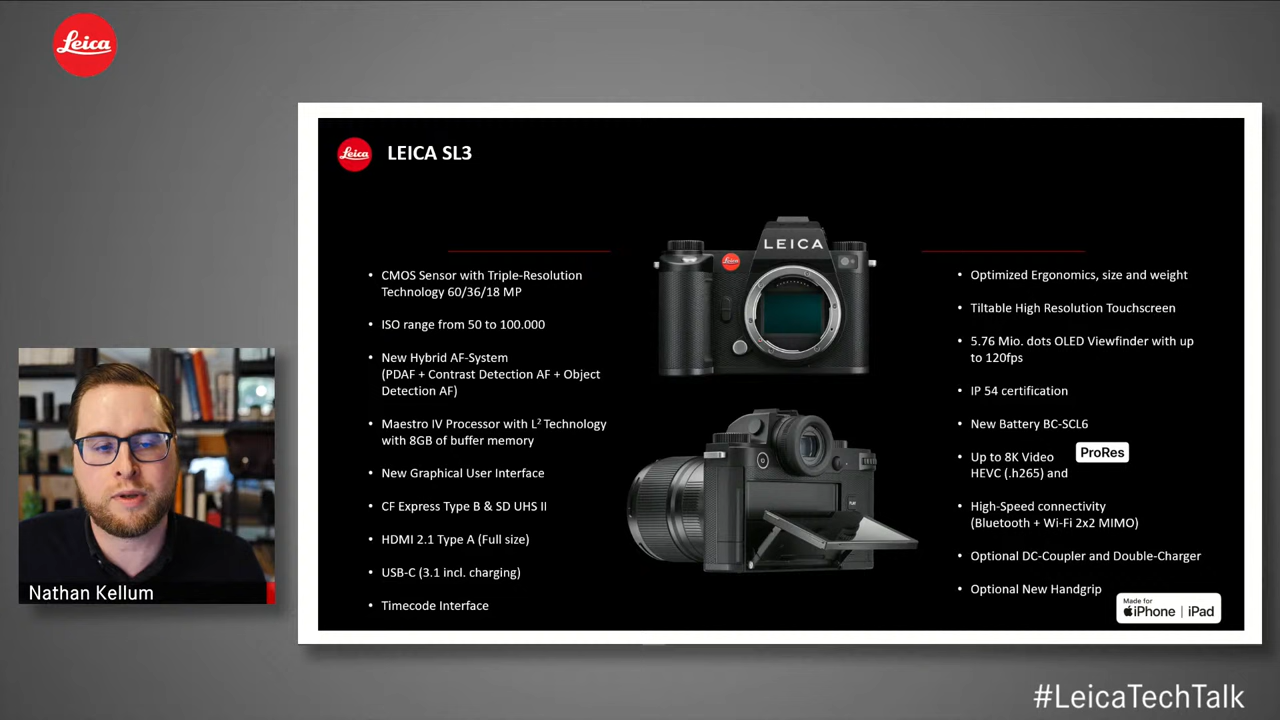 Leica
Leica
LEICA SL3
CMOS Sensor with Triple-Resolution
Technology 60/36/18 MP
ISO range from 50 to 100.000
New Hybrid AF-System
(PDAF + Contrast Detection AF + Object
Detection AF)
Maestro IV Processor with L² Technology
with 8GB of buffer memory
New Graphical User Interface
CF Express Type B & SD UHS II
HDMI 2.1 Type A (Full size)
USB-C (3.1 incl. charging)
Timecode Interface
LEICA
Leica
PLAY
Optimized Ergonomics, size and weight
Tiltable High Resolution Touchscreen
5.76 Mio. dots OLED Viewfinder with up
to 120fps
IP 54 certification
New Battery BC-SCL6
Up to 8K Video
ProRes
HEVC (.h265) and
High-Speed connectivity
(Bluetooth + Wi-Fi 2x2 MIMO)
Optional DC-Coupler and Double-Charger
Optional New Handgrip
Made for
iPhone | iPad
Nathan Kellum
#LeicaTechTalk